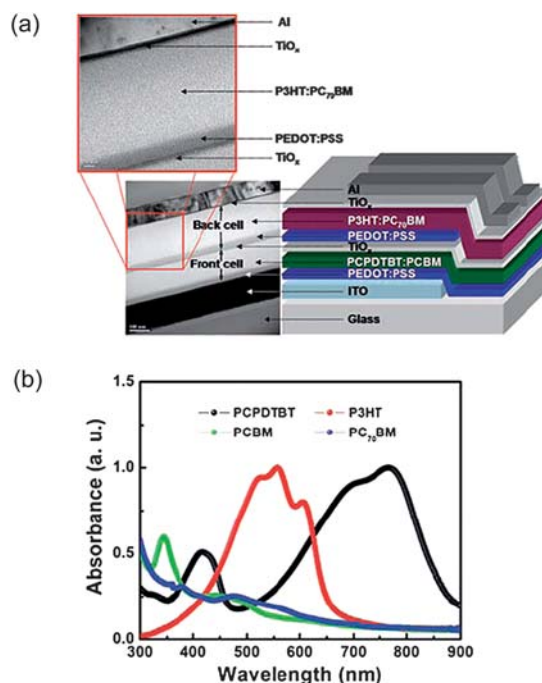 (a)
Al
TiOₓ
P3HT:PC₇₀BM
PEDOT:PSS
TiOₓ
Al
TiOₓ
Back cell
P3HT:PC₇₀BM
PEDOT:PSS
TiOₓ
Front cell
PCPDTBT:PCBM
PEDOT:PSS
ITO
Glass
(b)
PCPDTBT
P3HT
PCBM
PC₇₀BM
Absorbance (a. u.)
1.5
1.0
0.5
0.0
300 400 500 600 700 800 900
Wavelength (nm)